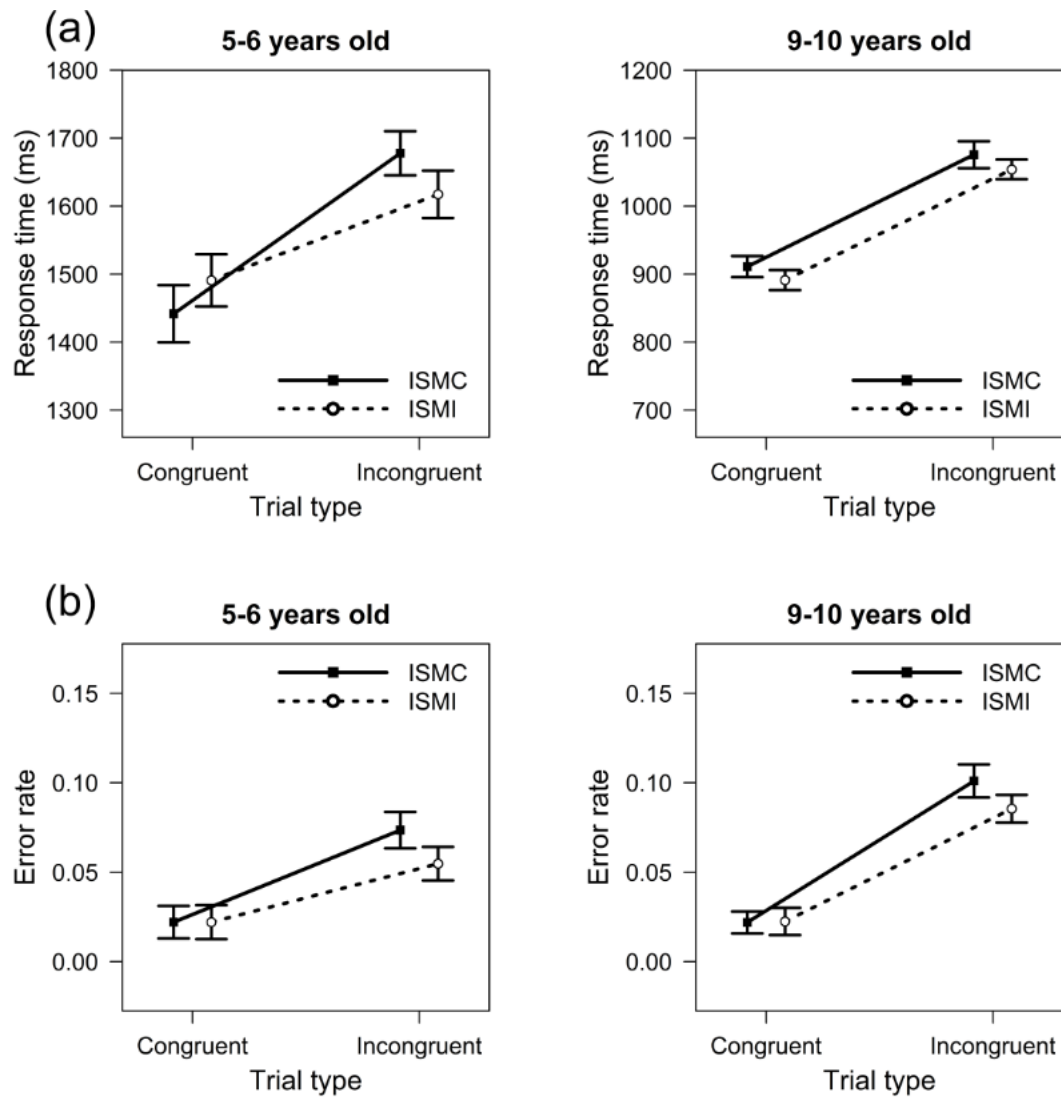 (a)
5-6 years old
Response time (ms)
1800
1700
1600
1500
1400
1300
ISMC
ISMI
Congruent Incongruent
Trial type
9-10 years old
Response time (ms)
1200
1100
1000
900
800
700
ISMC
ISMI
Congruent Incongruent
Trial type
(b)
5-6 years old
Error rate
0.15
0.10
0.05
0.00
ISMC
ISMI
Congruent Incongruent
Trial type
9-10 years old
Error rate
0.15
0.10
0.05
0.00
ISMC
ISMI
Congruent Incongruent
Trial type